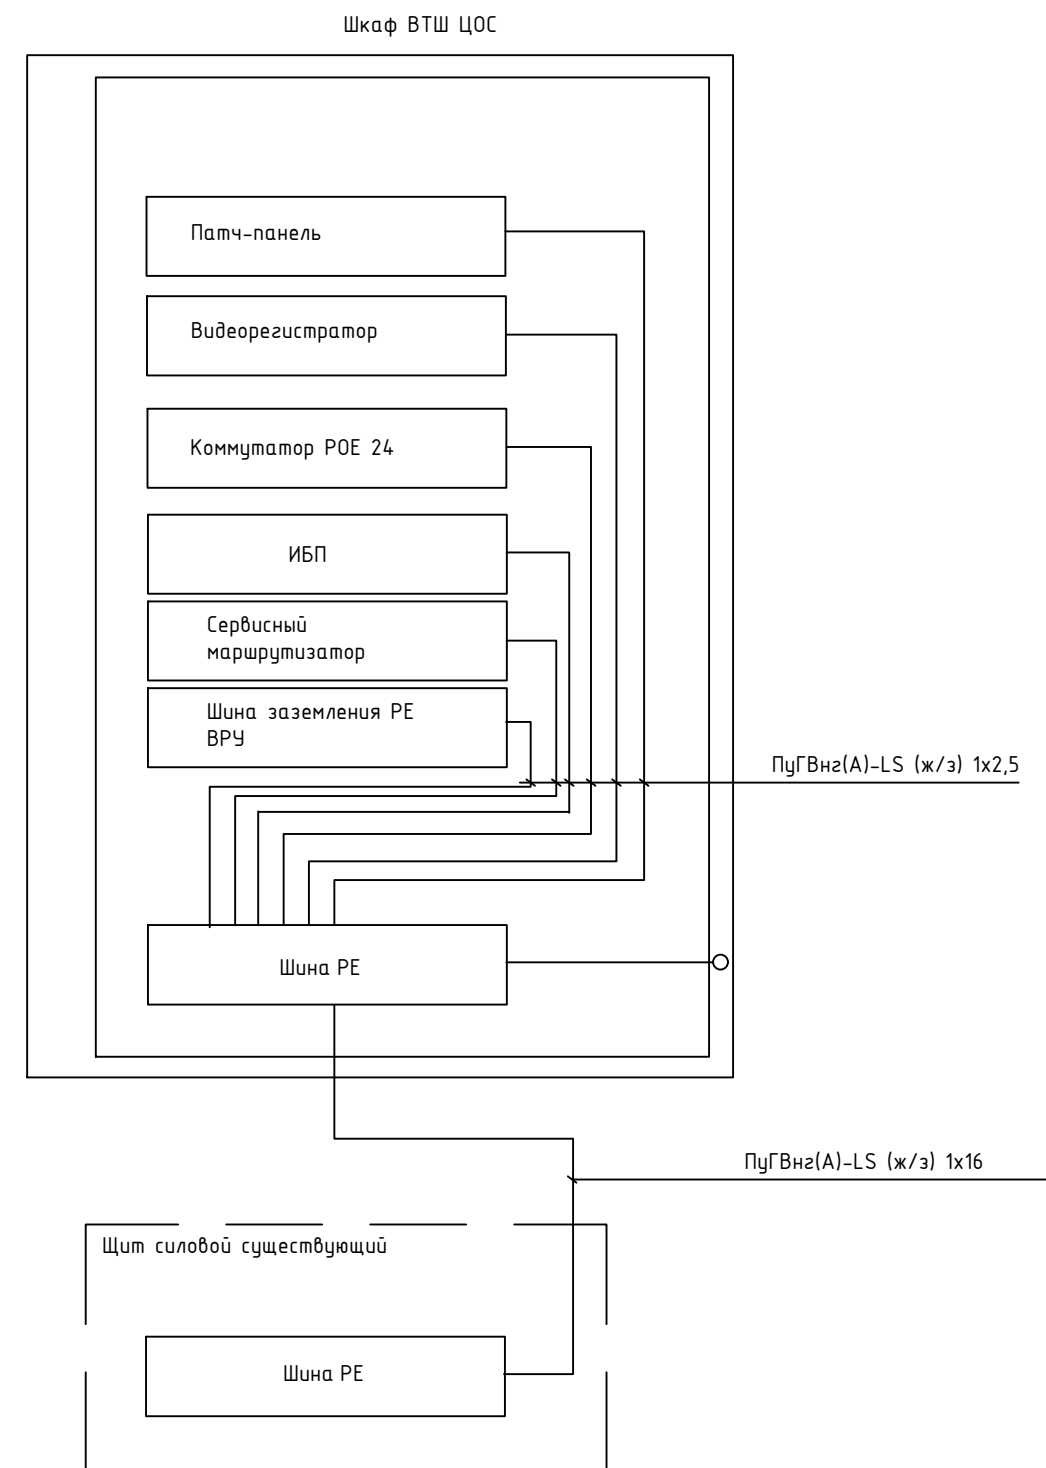 Шкаф ВТШ ЦОС
Патч-панель
Видеорегистратор
Коммутатор POE 24
ИБП
Сервисный
маршрутизатор
Шина заземления PE
ВРУ
ПуГВнг(А)-LS (ж/з) 1х2,5
Шина PE
ПуГВнг(А)-LS (ж/з) 1х16
Щит силовой существующий
Шина PE